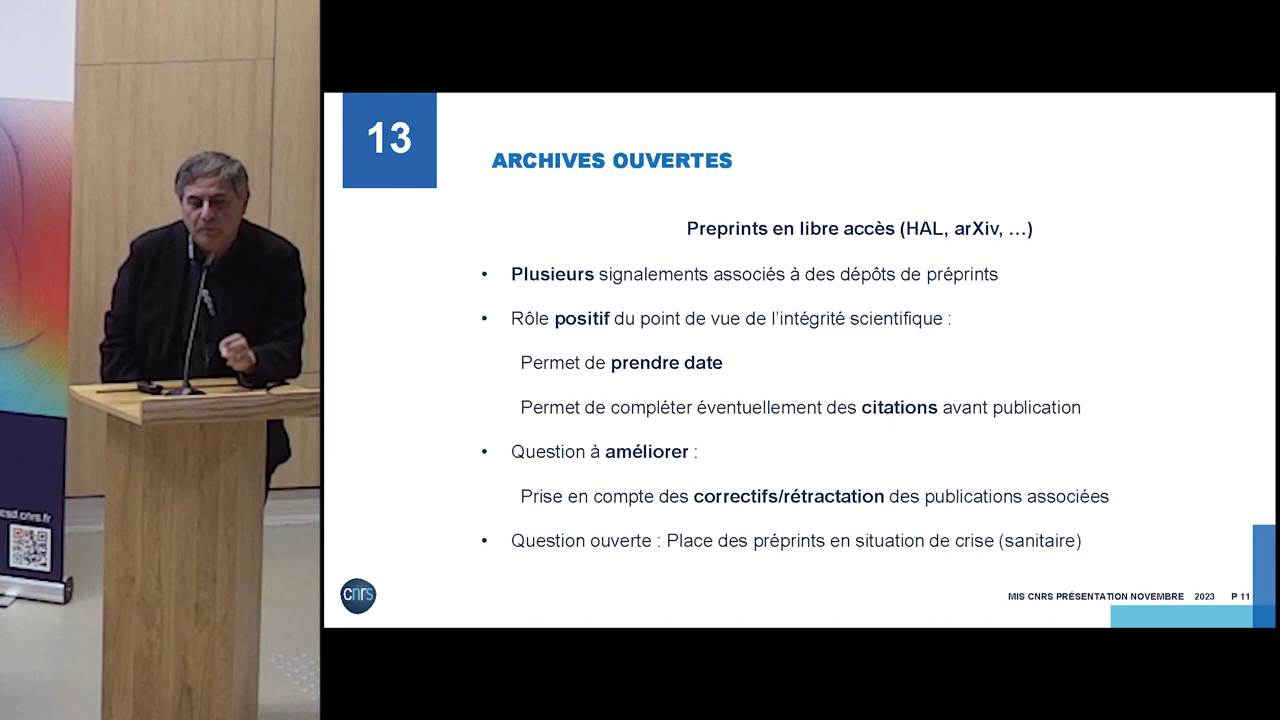 13
ARCHIVES OUVERTES
Preprints en libre accès (HAL, arXiv, …)
• Plusieurs signalements associés à des dépôts de préprints
• Rôle positif du point de vue de l'intégrité scientifique :
Permet de prendre date
Permet de compléter éventuellement des citations avant publication
• Question à améliorer :
Prise en compte des correctifs/rétractation des publications associées
• Question ouverte : Place des préprints en situation de crise (sanitaire)
cnrs
MIS CNRS PRÉSENTATION NOVEMBRE 2023 P 11
csd.cnrs.fr